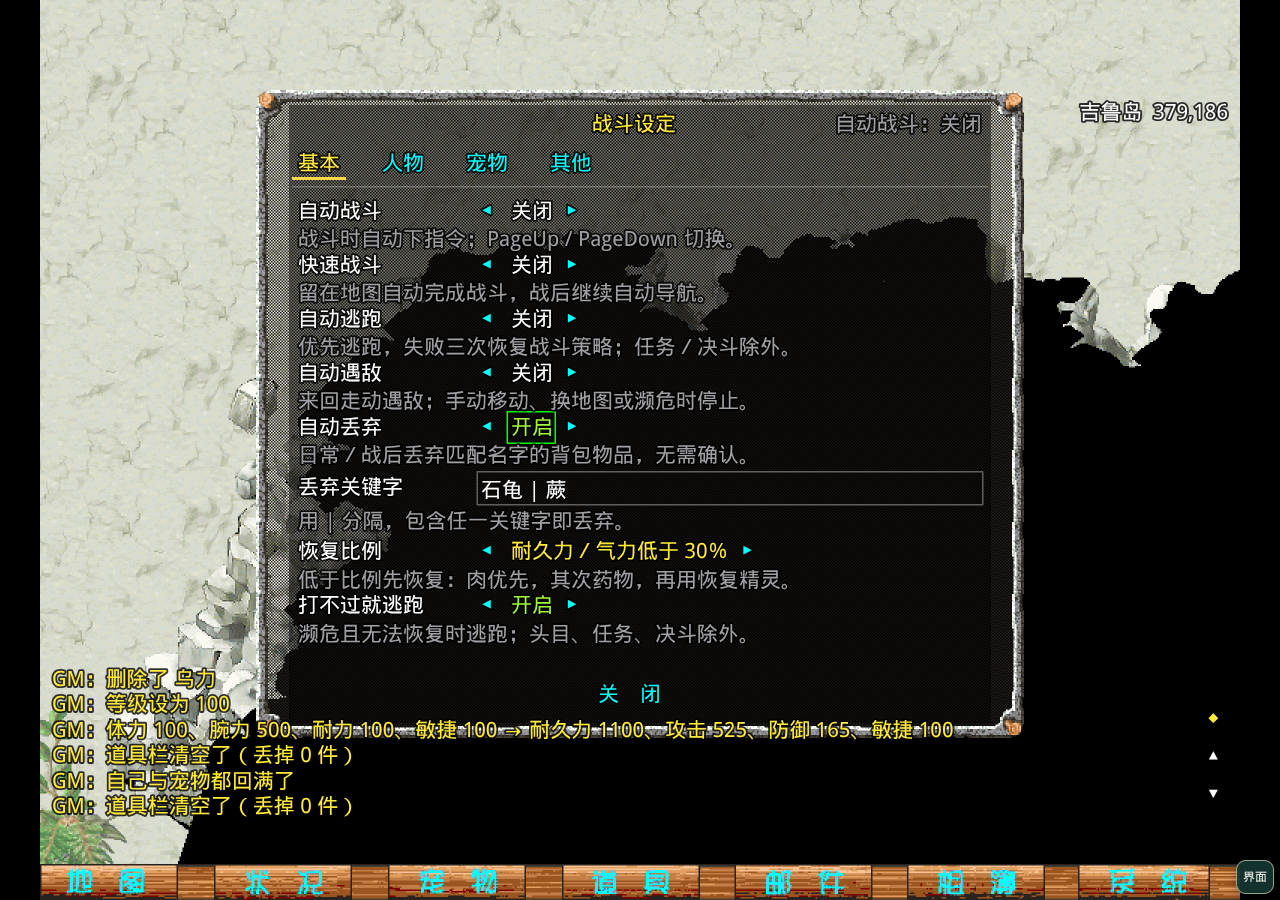 战斗设定
自动战斗：关闭
吉鲁岛 379,186
基本 人物 宠物 其他
自动战斗 ◄ 关闭 ►
战斗时自动下指令；PageUp / PageDown 切换。
快速战斗 ◄ 关闭 ►
留在地图自动完成战斗，战后继续自动导航。
自动逃跑 ◄ 关闭 ►
优先逃跑，失败三次恢复战斗策略；任务 / 决斗除外。
自动遇敌 ◄ 关闭 ►
来回走动遇敌；手动移动、换地图或濒危时停止。
自动丢弃 ◄ 开启 ►
日常 / 战后丢弃匹配名字的背包物品，无需确认。
丢弃关键字 石龟 | 蕨
用 | 分隔，包含任一关键字即丢弃。
恢复比例 ◄ 耐久力 / 气力低于 30% ►
低于比例先恢复：肉优先，其次药物，再用恢复精灵。
打不过就逃跑 ◄ 开启 ►
濒危且无法恢复时逃跑；头目、任务、决斗除外。
关 闭
GM：删除了 乌力
GM：等级设为 100
GM：体力 100、腕力 500、耐力 100、敏捷 100 → 耐久力 1100、攻击 525、防御 165、敏捷 100
GM：道具栏清空了（丢掉 0 件）
GM：自己与宠物都回满了
GM：道具栏清空了（丢掉 0 件）
地 图 状 况 宠 物 道 具 邮 件 相 簿 系 统
界面